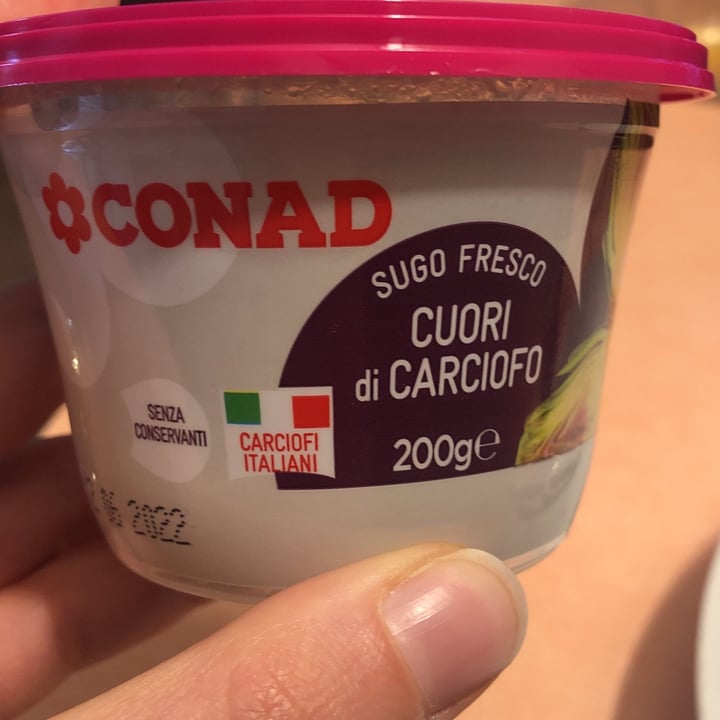 CONAD
SUGO FRESCO
CUORI
di CARCIOFO
200g℮
SENZA
CONSERVANTI
CARCIOFI
ITALIANI
06 2022